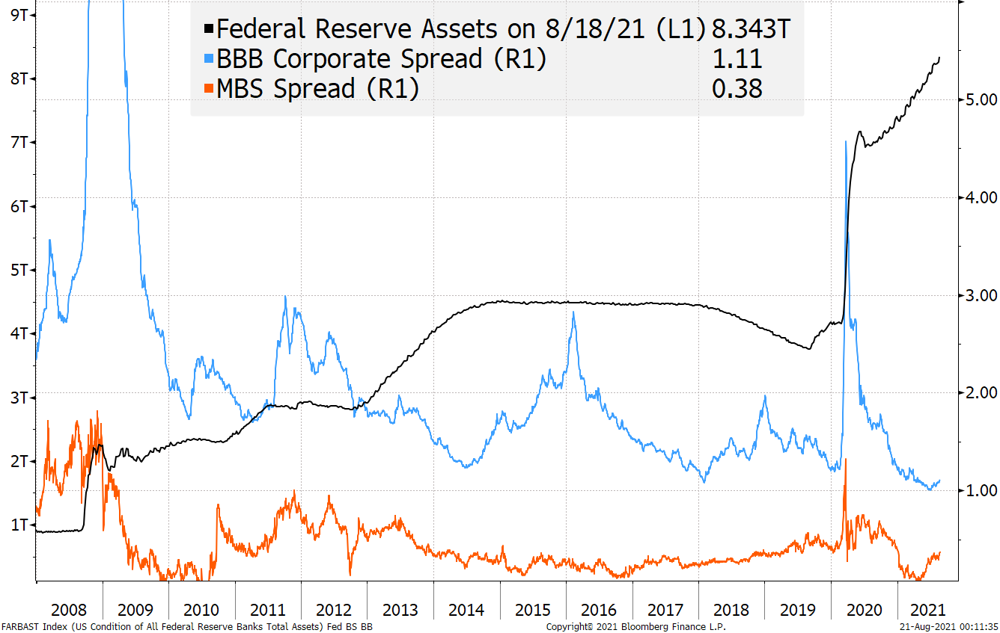 Federal Reserve Assets on 8/18/21 (L1) 8.343T
BBB Corporate Spread (R1) 1.11
MBS Spread (R1) 0.38
9T
8T
7T
6T
5T
4T
3T
2T
1T
5.00
4.00
3.00
2.00
1.00
2008 2009 2010 2011 2012 2013 2014 2015 2016 2017 2018 2019 2020 2021
FARBAST Index (US Condition of All Federal Reserve Banks Total Assets) Fed BS BB Copyright© 2021 Bloomberg Finance L.P. 21-Aug-2021 00:11:35